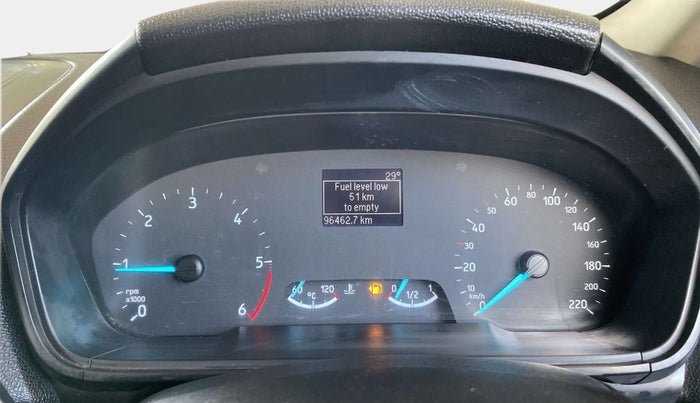 29°
Fuel level low
51 km
to empty
96462.7 km
0 1 2 3 4 5 6
rpm
x1000
60 120
°C
0 1/2 1
0 10 20 30 40 50 60 80 100 120 140 160 180 200 220
km/h